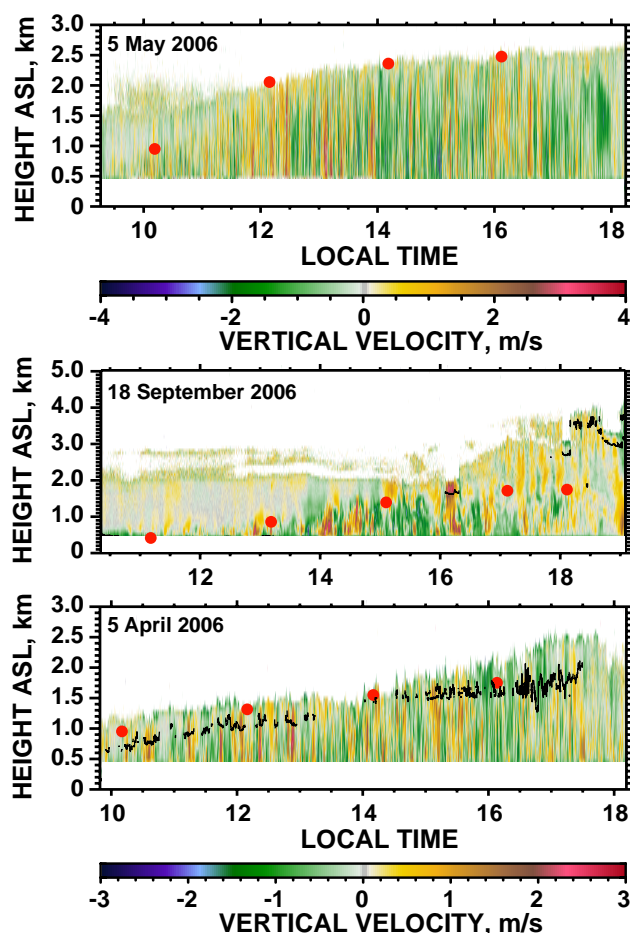 3.0
2.5
2.0
1.5
1.0
0.5
0
HEIGHT ASL, km
5 May 2006
10 12 14 16 18
LOCAL TIME
-4 -2 0 2 4
VERTICAL VELOCITY, m/s
5.0
4.0
3.0
2.0
1.0
0
HEIGHT ASL, km
18 September 2006
12 14 16 18
3.0
2.5
2.0
1.5
1.0
0.5
0.0
HEIGHT ASL, km
5 April 2006
10 12 14 16 18
LOCAL TIME
-3 -2 -1 0 1 2 3
VERTICAL VELOCITY, m/s